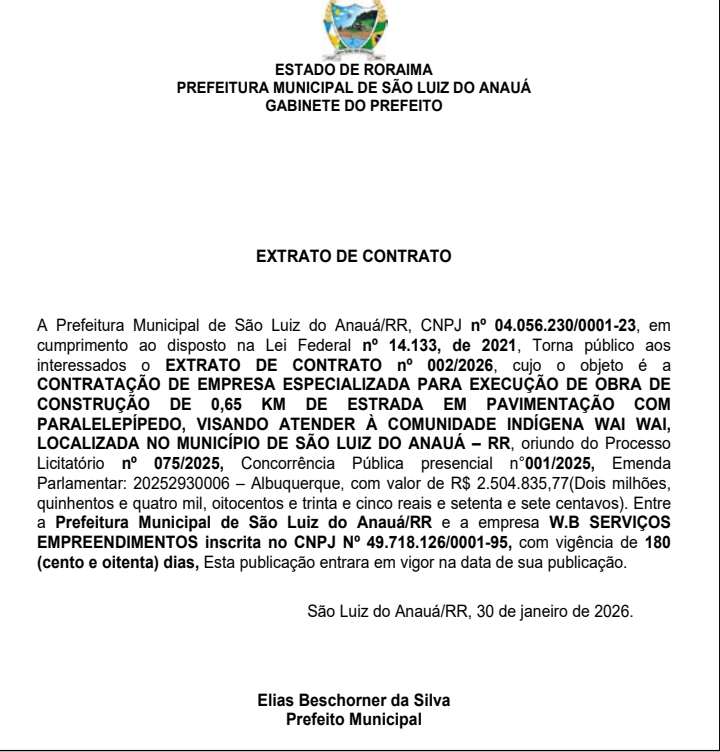 ESTADO DE RORAIMA
PREFEITURA MUNICIPAL DE SÃO LUIZ DO ANAUÁ
GABINETE DO PREFEITO
EXTRATO DE CONTRATO
A Prefeitura Municipal de São Luiz do Anauá/RR, CNPJ nº 04.056.230/0001-23, em
cumprimento ao disposto na Lei Federal nº 14.133, de 2021, Torna público aos
interessados o EXTRATO DE CONTRATO nº 002/2026, cujo o objeto é a
CONTRATAÇÃO DE EMPRESA ESPECIALIZADA PARA EXECUÇÃO DE OBRA DE
CONSTRUÇÃO DE 0,65 KM DE ESTRADA EM PAVIMENTAÇÃO COM
PARALELEPÍPEDO, VISANDO ATENDER À COMUNIDADE INDÍGENA WAI WAI,
LOCALIZADA NO MUNICÍPIO DE SÃO LUIZ DO ANAUÁ – RR, oriundo do Processo
Licitatório nº 075/2025, Concorrência Pública presencial n°001/2025, Emenda
Parlamentar: 20252930006 – Albuquerque, com valor de R$ 2.504.835,77(Dois milhões,
quinhentos e quatro mil, oitocentos e trinta e cinco reais e setenta e sete centavos). Entre
a Prefeitura Municipal de São Luiz do Anauá/RR e a empresa W.B SERVIÇOS
EMPREENDIMENTOS inscrita no CNPJ Nº 49.718.126/0001-95, com vigência de 180
(cento e oitenta) dias, Esta publicação entrara em vigor na data de sua publicação.
São Luiz do Anauá/RR, 30 de janeiro de 2026.
Elias Beschorner da Silva
Prefeito Municipal